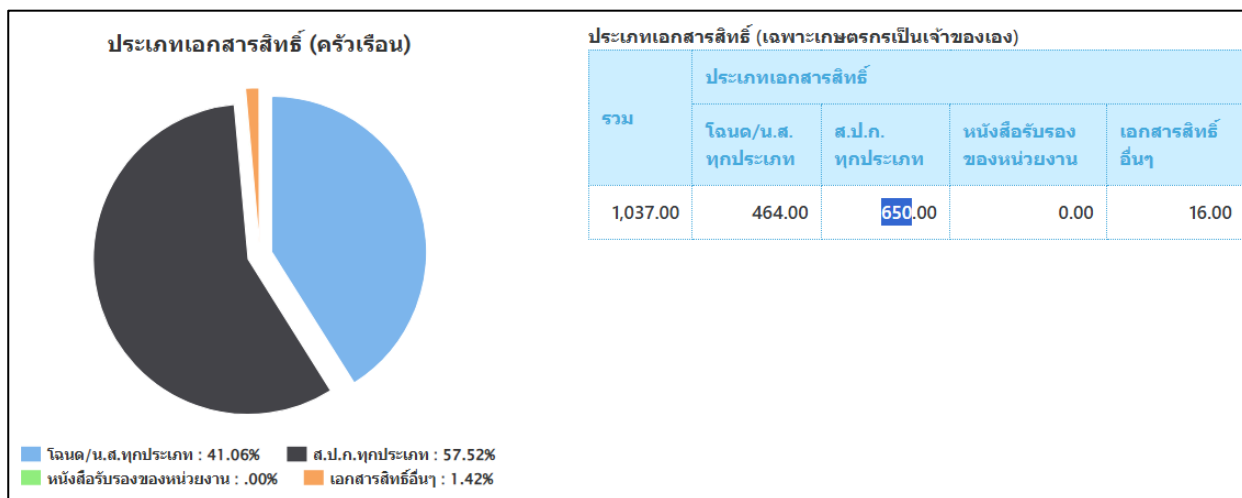 ประเภทเอกสารสิทธิ์ (ครัวเรือน)
โฉนด/น.ส.ทุกประเภท : 41.06%
ส.ป.ก.ทุกประเภท : 57.52%
หนังสือรับรองของหน่วยงาน : .00%
เอกสารสิทธิ์อื่นๆ : 1.42%
ประเภทเอกสารสิทธิ์ (เฉพาะเกษตรกรเป็นเจ้าของเอง)
รวม
ประเภทเอกสารสิทธิ์
โฉนด/น.ส.
ทุกประเภท
ส.ป.ก.
ทุกประเภท
หนังสือรับรอง
ของหน่วยงาน
เอกสารสิทธิ์
อื่นๆ
1,037.00 464.00 650.00 0.00 16.00